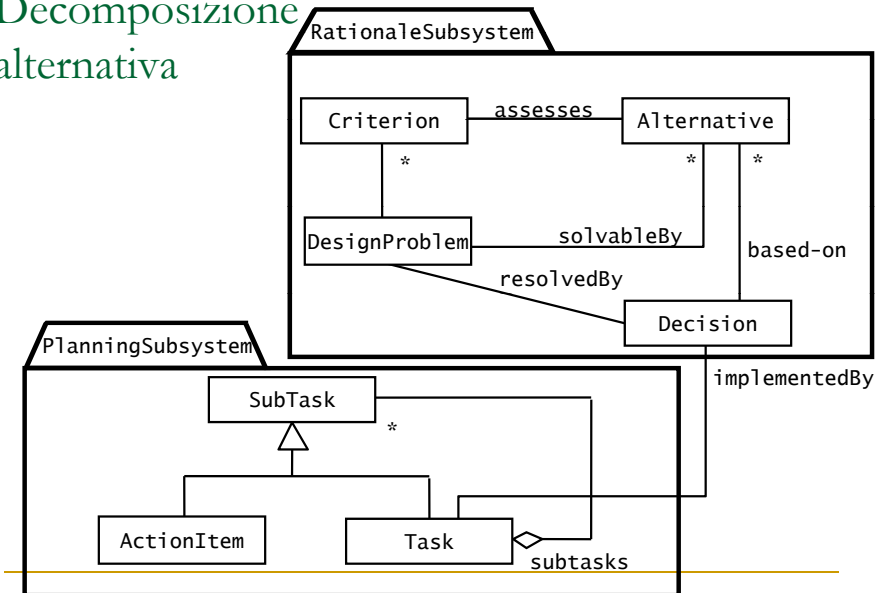 Decomposizione
alternativa
RationaleSubsystem
Criterion
assesses
Alternative
*
*
*
DesignProblem
solvableBy
based-on
resolvedBy
Decision
PlanningSubsystem
implementedBy
SubTask
*
ActionItem
Task
subtasks